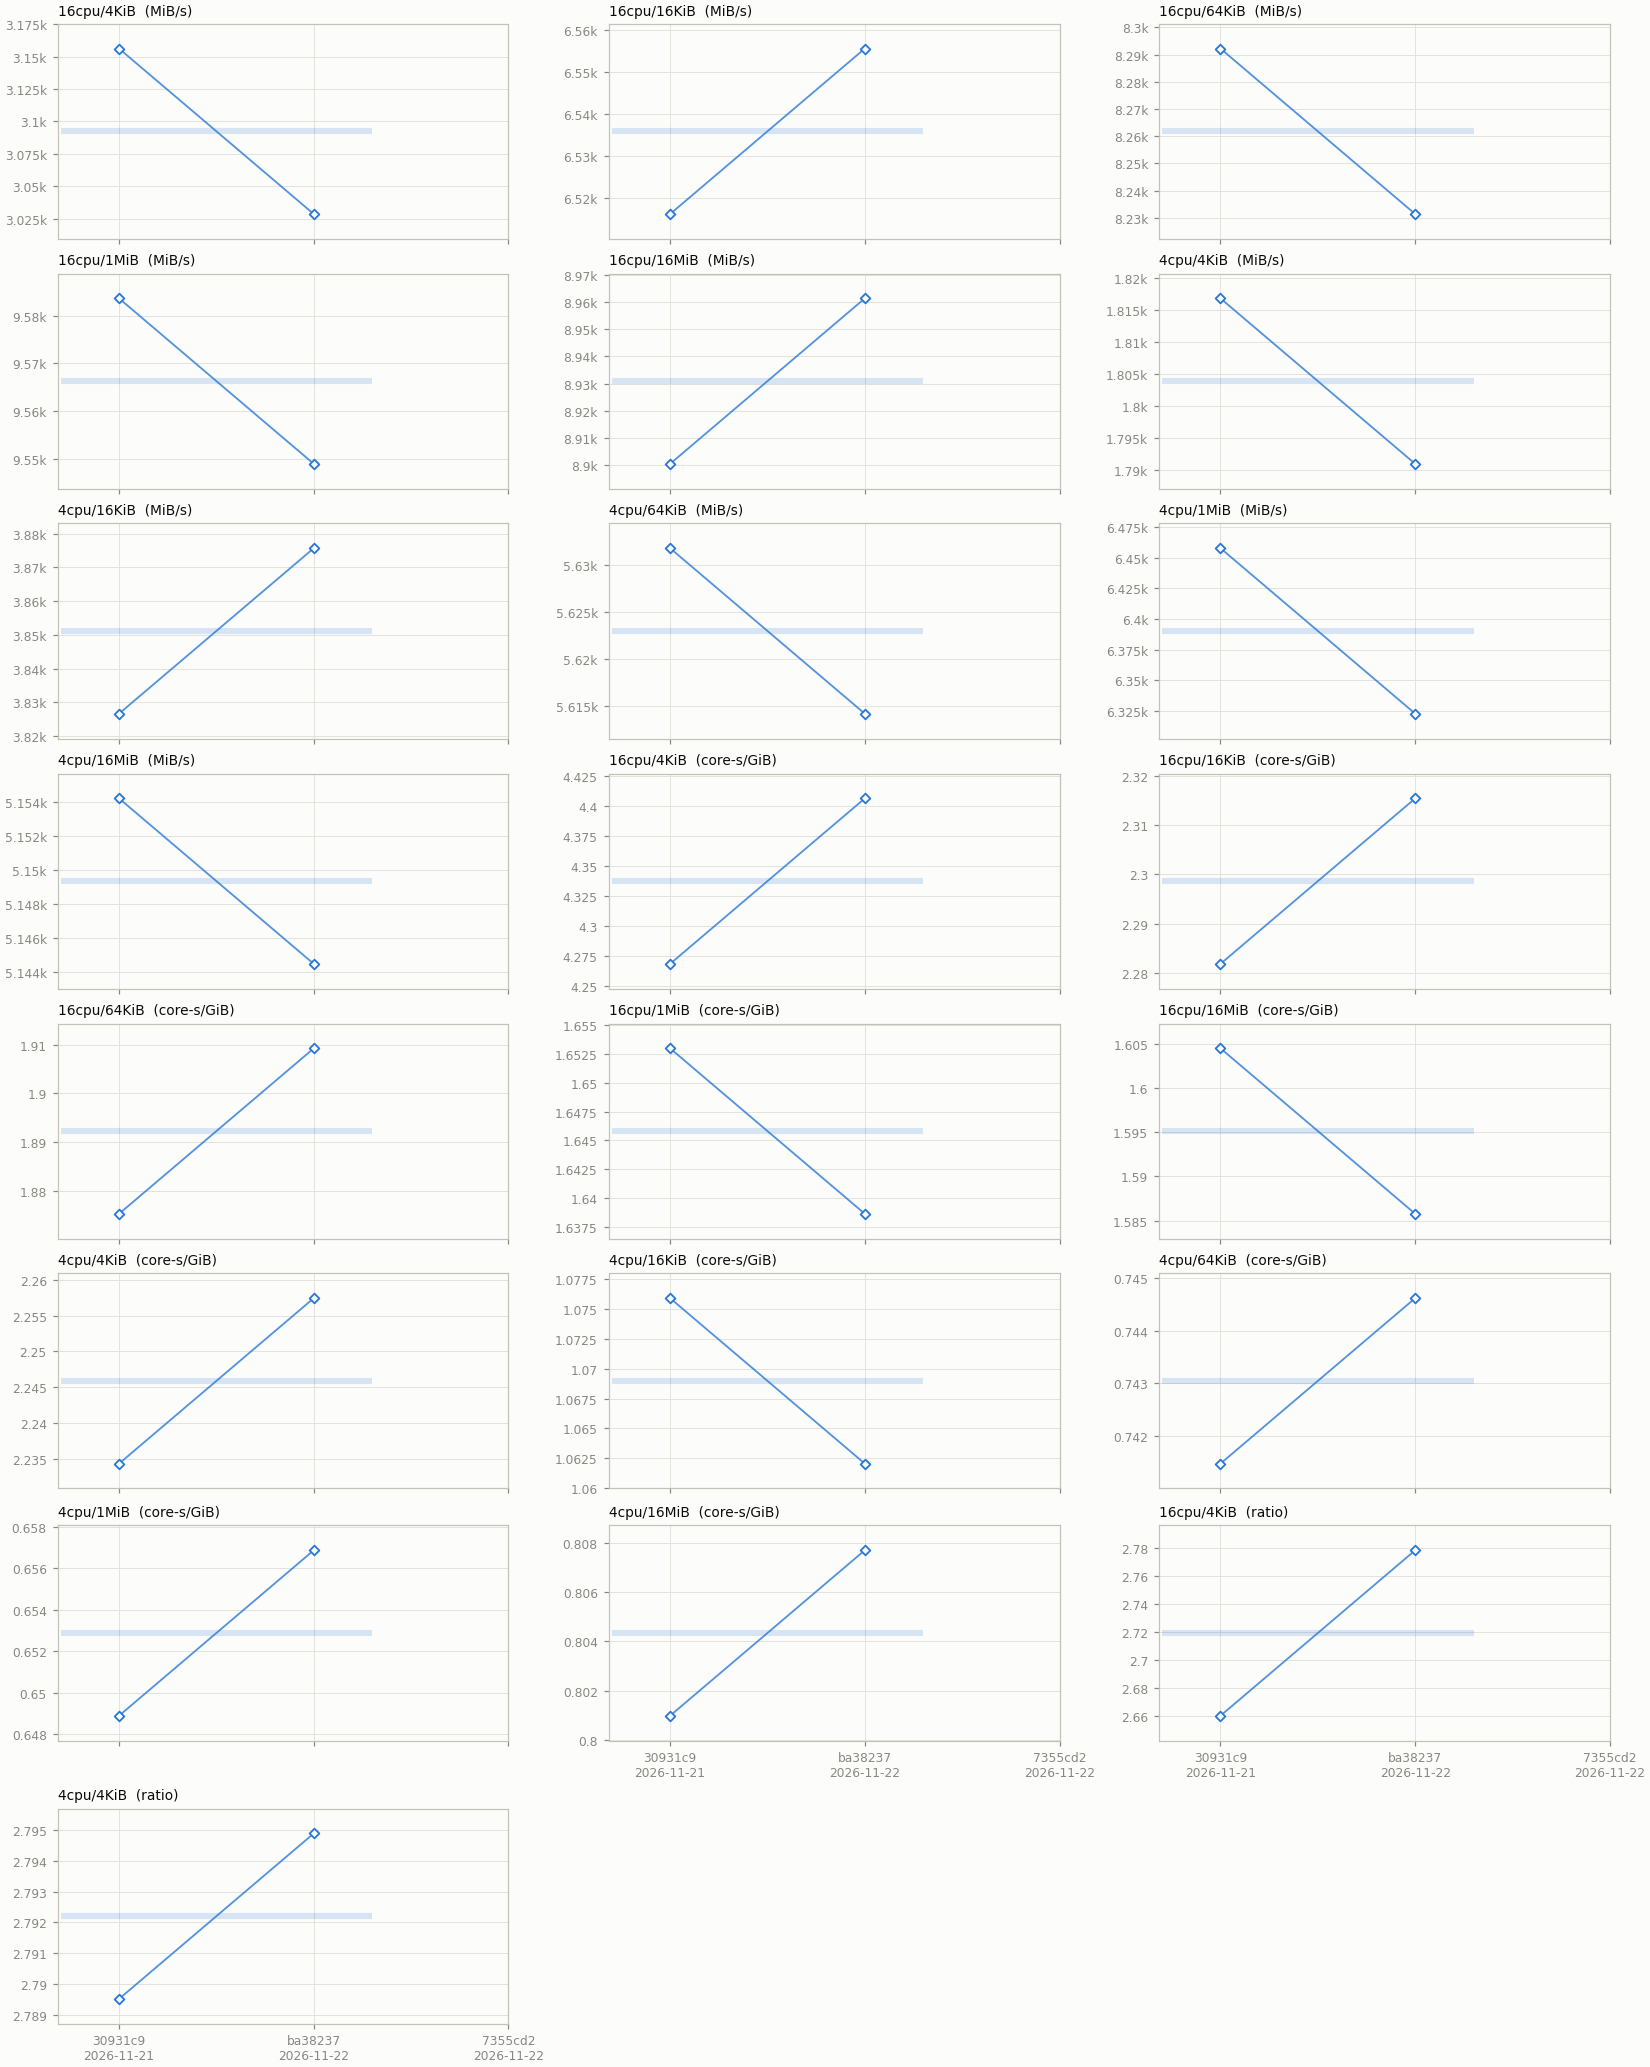 16cpu/4KiB (MiB/s)
3.175k
3.15k
3.125k
3.1k
3.075k
3.05k
3.025k
16cpu/16KiB (MiB/s)
6.56k
6.55k
6.54k
6.53k
6.52k
16cpu/64KiB (MiB/s)
8.3k
8.29k
8.28k
8.27k
8.26k
8.25k
8.24k
8.23k
16cpu/1MiB (MiB/s)
9.58k
9.57k
9.56k
9.55k
16cpu/16MiB (MiB/s)
8.97k
8.96k
8.95k
8.94k
8.93k
8.92k
8.91k
8.9k
4cpu/4KiB (MiB/s)
1.82k
1.815k
1.81k
1.805k
1.8k
1.795k
1.79k
4cpu/16KiB (MiB/s)
3.88k
3.87k
3.86k
3.85k
3.84k
3.83k
3.82k
4cpu/64KiB (MiB/s)
5.63k
5.625k
5.62k
5.615k
4cpu/1MiB (MiB/s)
6.475k
6.45k
6.425k
6.4k
6.375k
6.35k
6.325k
4cpu/16MiB (MiB/s)
5.154k
5.152k
5.15k
5.148k
5.146k
5.144k
16cpu/4KiB (core-s/GiB)
4.425
4.4
4.375
4.35
4.325
4.3
4.275
4.25
16cpu/16KiB (core-s/GiB)
2.32
2.31
2.3
2.29
2.28
16cpu/64KiB (core-s/GiB)
1.91
1.9
1.89
1.88
16cpu/1MiB (core-s/GiB)
1.655
1.6525
1.65
1.6475
1.645
1.6425
1.64
1.6375
16cpu/16MiB (core-s/GiB)
1.605
1.6
1.595
1.59
1.585
4cpu/4KiB (core-s/GiB)
2.26
2.255
2.25
2.245
2.24
2.235
4cpu/16KiB (core-s/GiB)
1.0775
1.075
1.0725
1.07
1.0675
1.065
1.0625
1.06
4cpu/64KiB (core-s/GiB)
0.745
0.744
0.743
0.742
4cpu/1MiB (core-s/GiB)
0.658
0.656
0.654
0.652
0.65
0.648
4cpu/16MiB (core-s/GiB)
0.808
0.806
0.804
0.802
0.8
30931c9
2026-11-21
ba38237
2026-11-22
7355cd2
2026-11-22
16cpu/4KiB (ratio)
2.78
2.76
2.74
2.72
2.7
2.68
2.66
30931c9
2026-11-21
ba38237
2026-11-22
7355cd2
2026-11-22
4cpu/4KiB (ratio)
2.795
2.794
2.793
2.792
2.791
2.79
2.789
30931c9
2026-11-21
ba38237
2026-11-22
7355cd2
2026-11-22